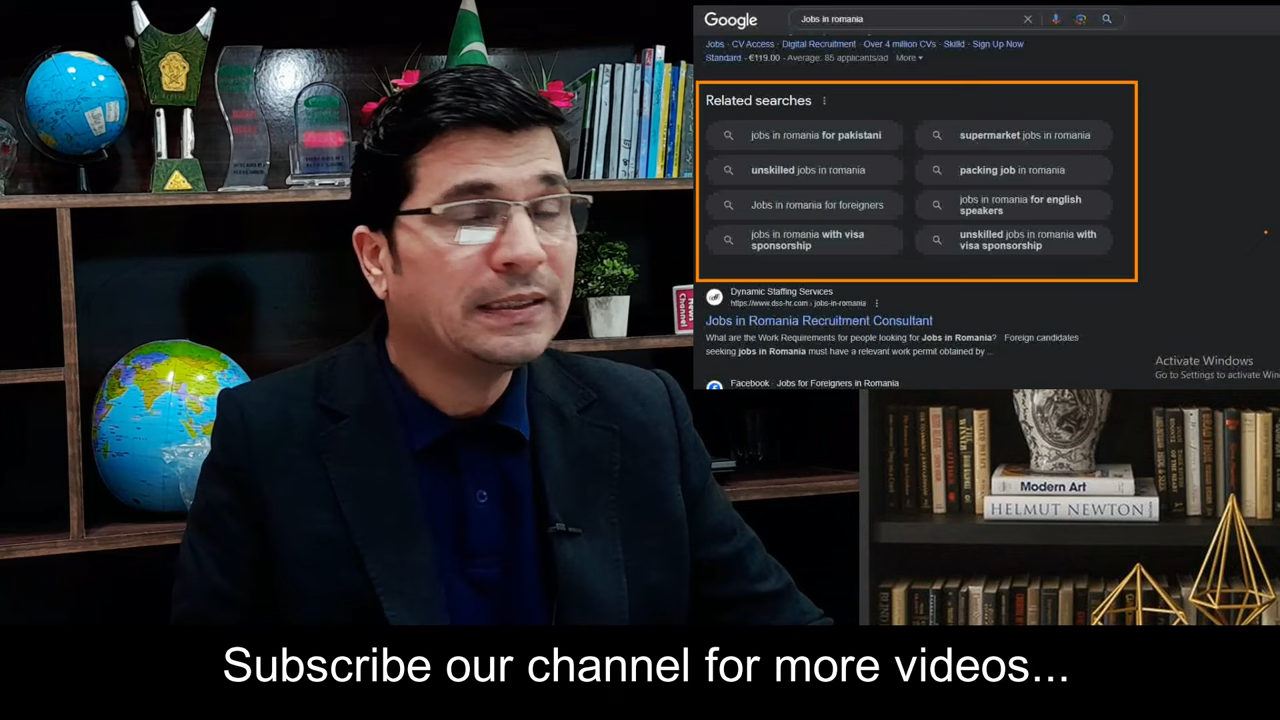 Google
Jobs in romania
Jobs · CV Access · Digital Recruitment · Over 4 million CVs · Skilld · Sign Up Now
Standard - €119.00 - Average: 85 applicants/ad
More
Related searches
jobs in romania for pakistani
supermarket jobs in romania
unskilled jobs in romania
packing job in romania
Jobs in romania for foreigners
jobs in romania for english
speakers
jobs in romania with visa
sponsorship
unskilled jobs in romania with
visa sponsorship
Dynamic Staffing Services
https://www.dss-hr.com › jobs-in-romania
Jobs in Romania Recruitment Consultant
What are the Work Requirements for people looking for Jobs in Romania? Foreign candidates
seeking jobs in Romania must have a relevant work permit obtained by ...
Facebook · Jobs for Foreigners in Romania
Activate Windows
Go to Settings to activate Win
News
Channel
Modern Art
HELMUT NEWTON
Subscribe our channel for more videos...